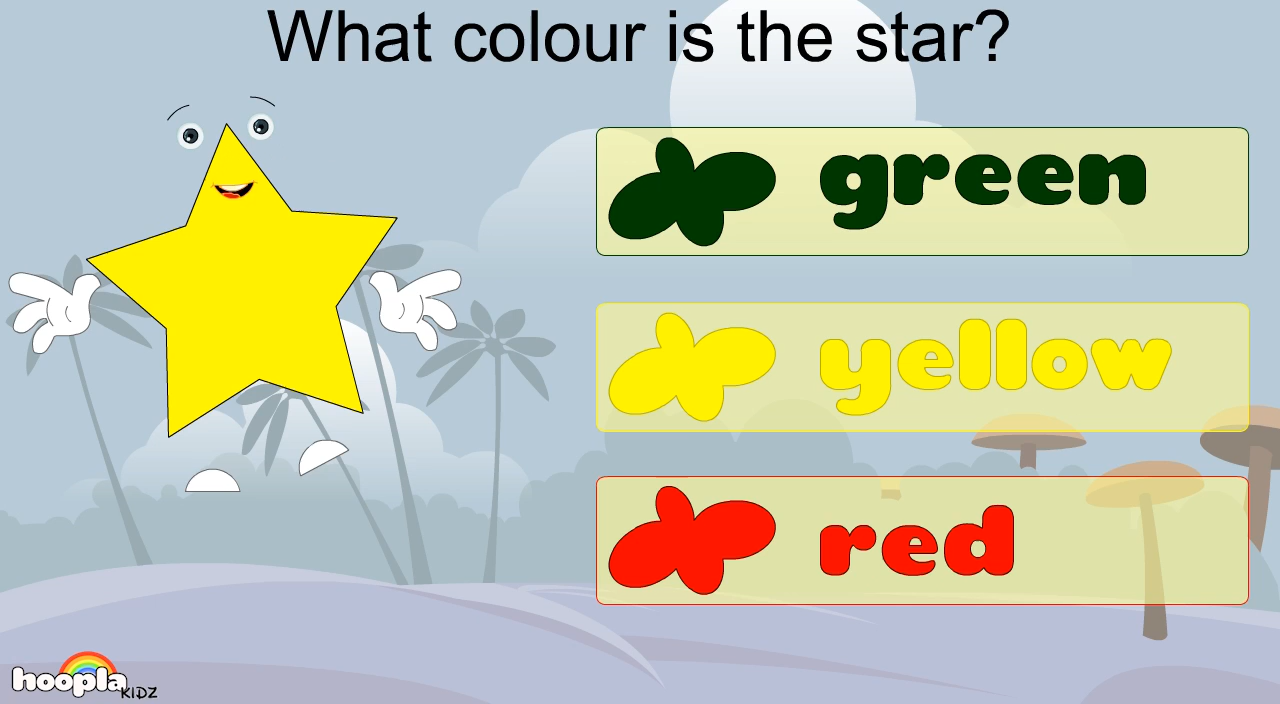 What colour is the star?
green
yellow
red
hoopla
KIDZ